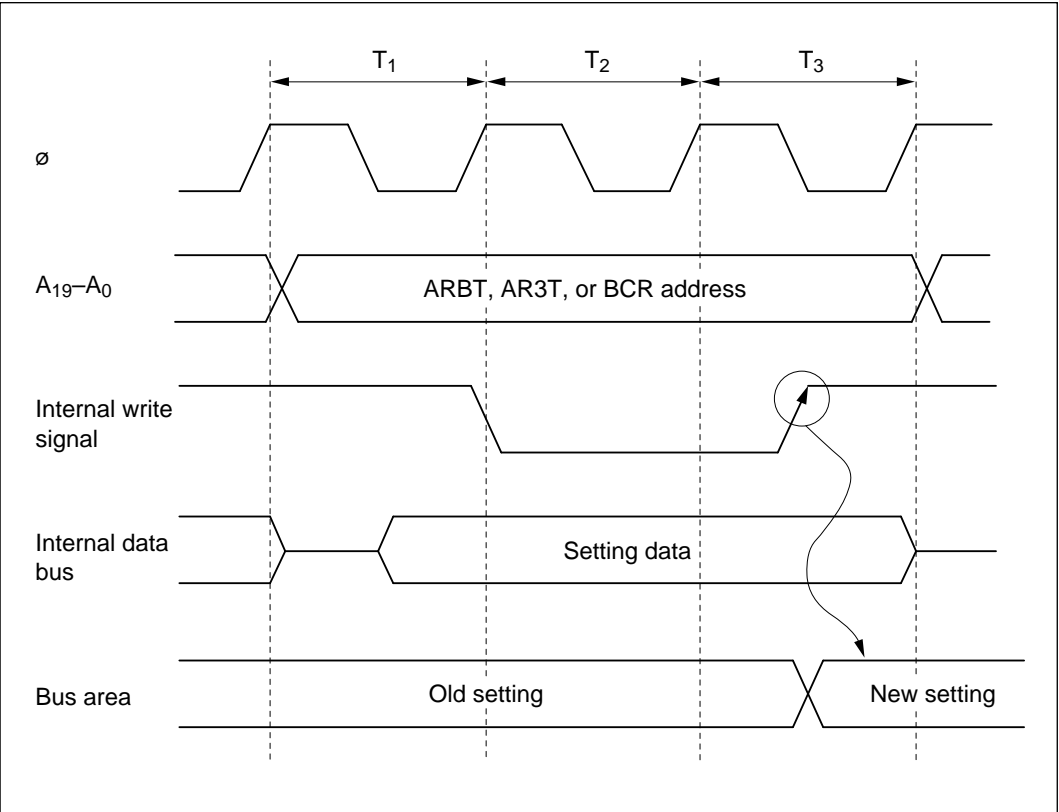 T1
T2
T3
ø
A19–A0
ARBT, AR3T, or BCR address
Internal write
signal
Internal data
bus
Setting data
Bus area
Old setting
New setting